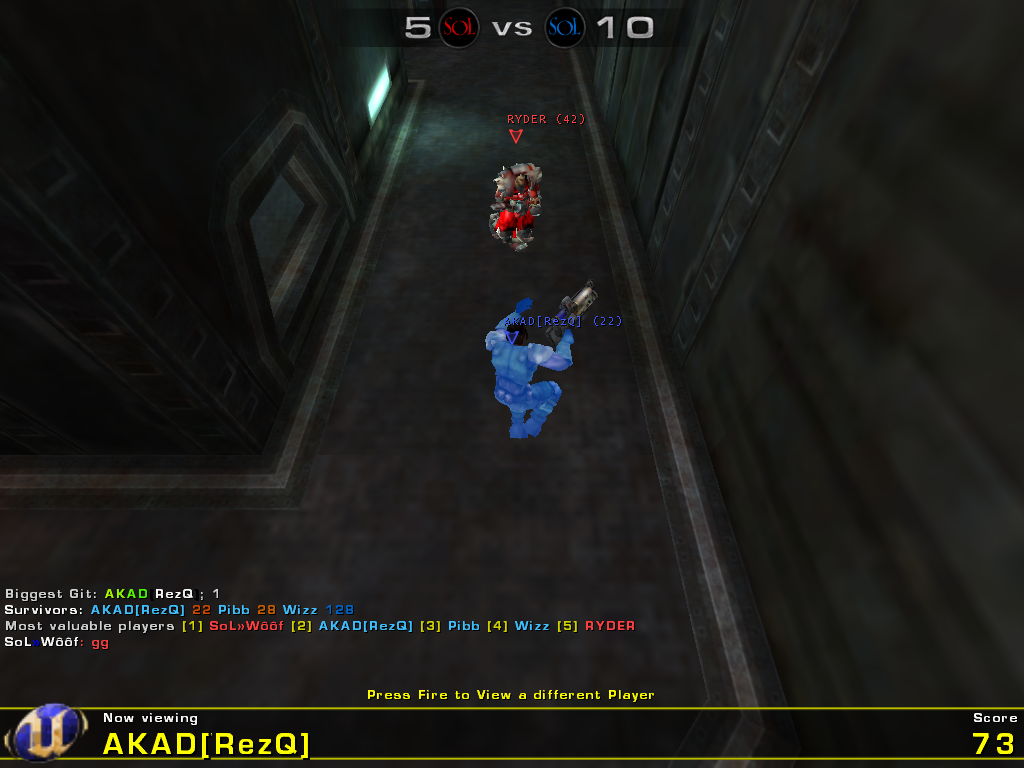 5 SOL vs SOL 10
RYDER (42)
AKAD[RezQ] (22)
Biggest Git: AKAD RezQ ; 1
Survivors: AKAD[RezQ] 22 Pibb 28 Wizz 128
Most valuable players [1] SoL»Wôôf [2] AKAD[RezQ] [3] Pibb [4] Wizz [5] RYDER
SoL»Wôôf: gg
Press Fire to View a different Player
Now viewing
Score
AKAD[RezQ]
73